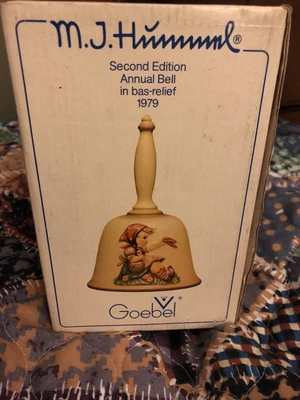 M.J.Hummel®
Second Edition
Annual Bell
in bas-relief
1979
Goebel®